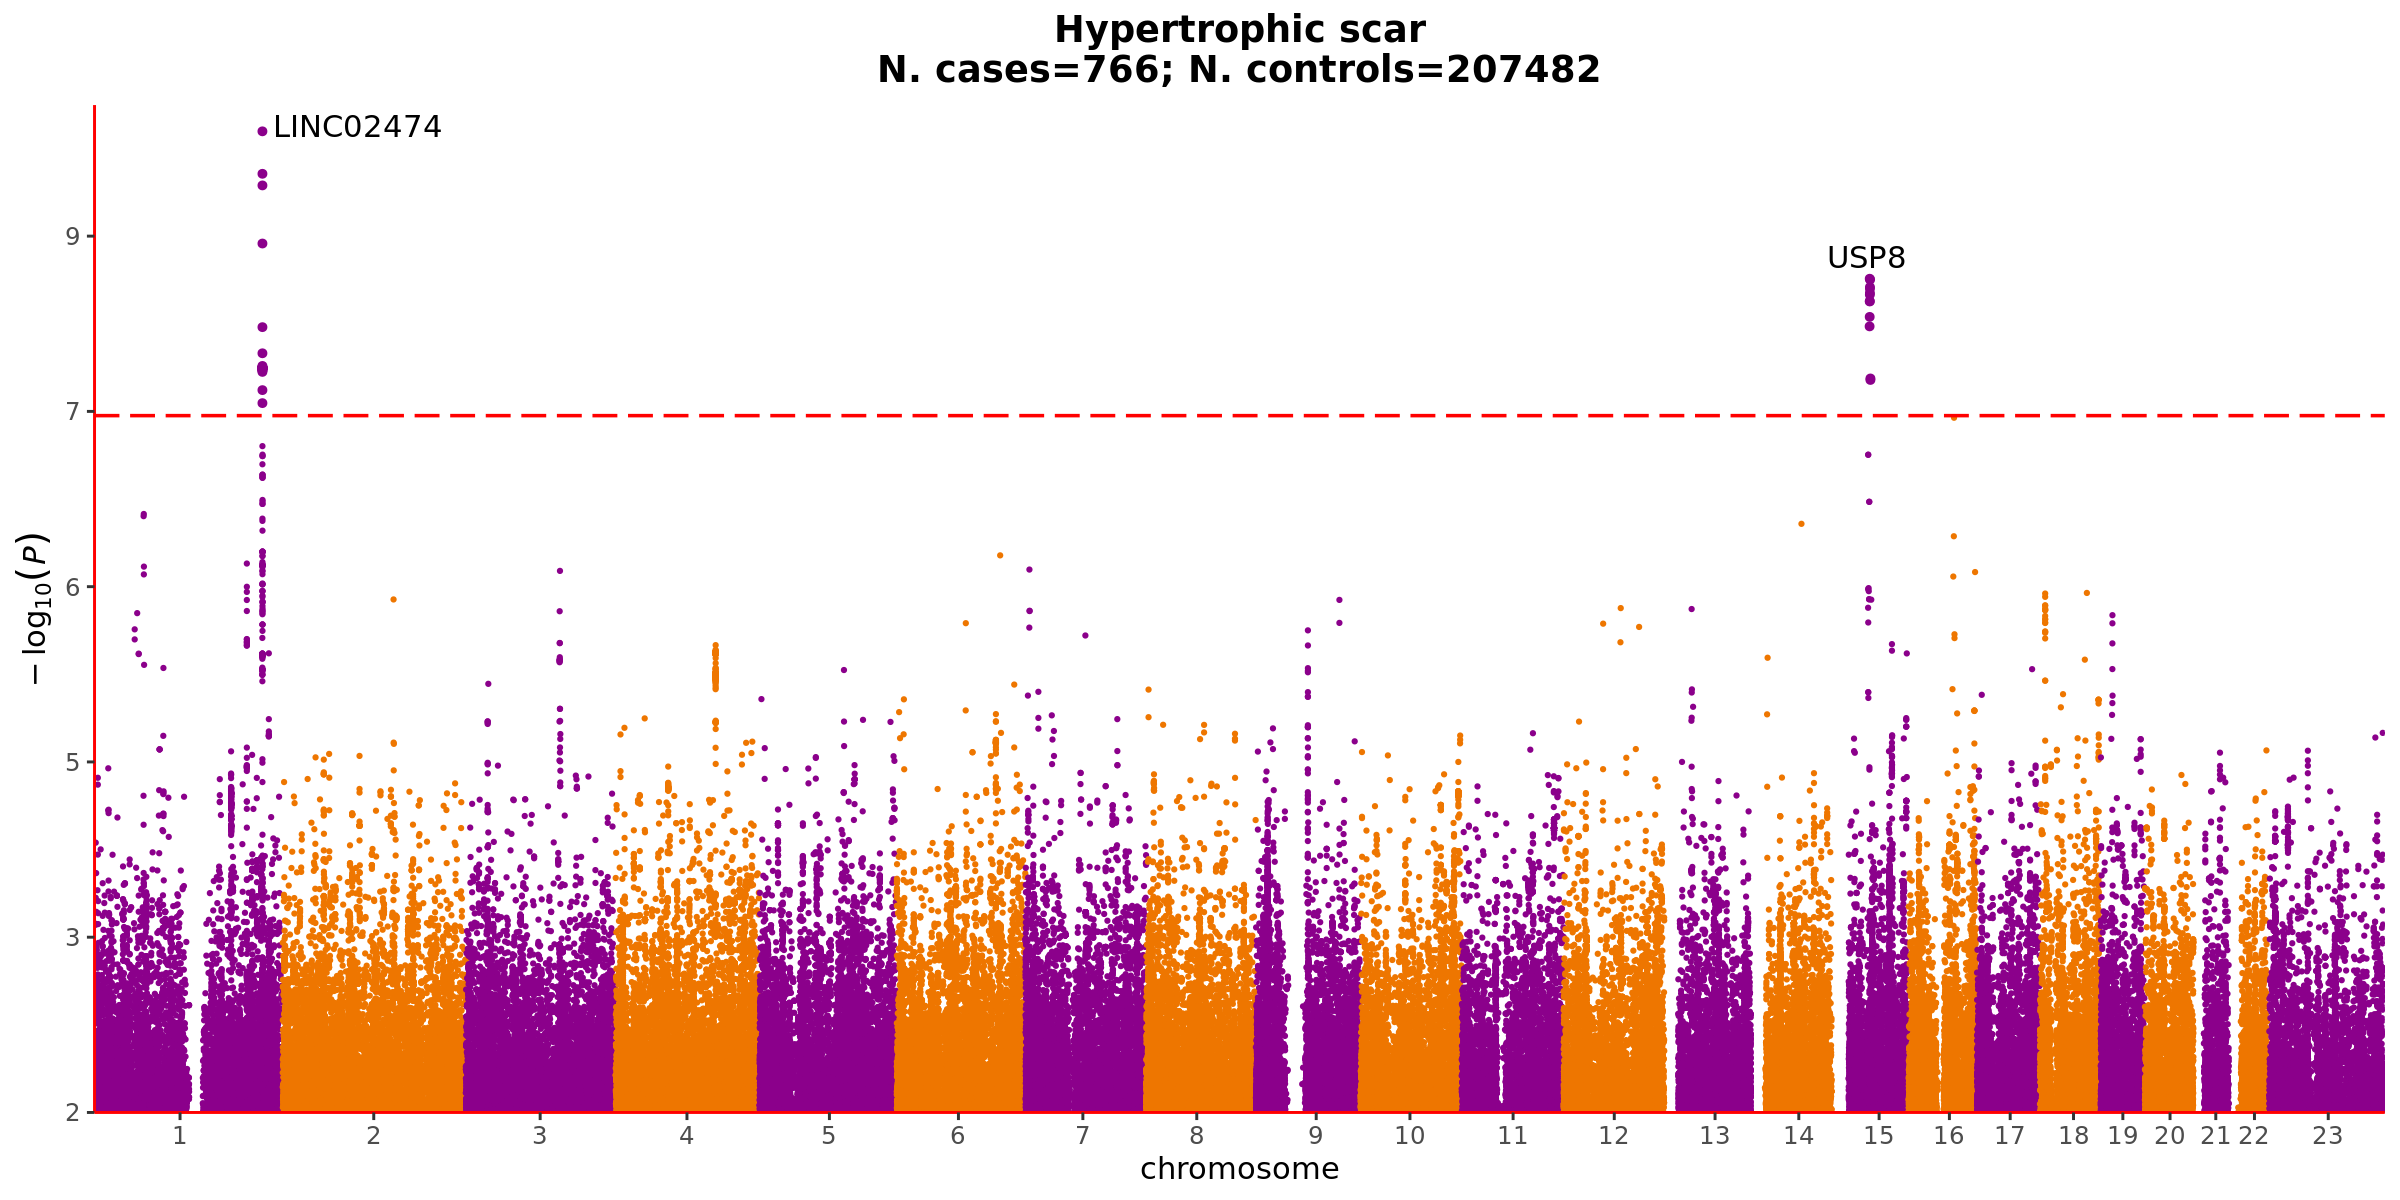 Hypertrophic scar
N. cases=766; N. controls=207482
LINC02474
USP8
9
7
6
5
3
2
− log10(P)
1 2 3 4 5 6 7 8 9 10 11 12 13 14 15 16 17 18 19 20 21 22 23
chromosome